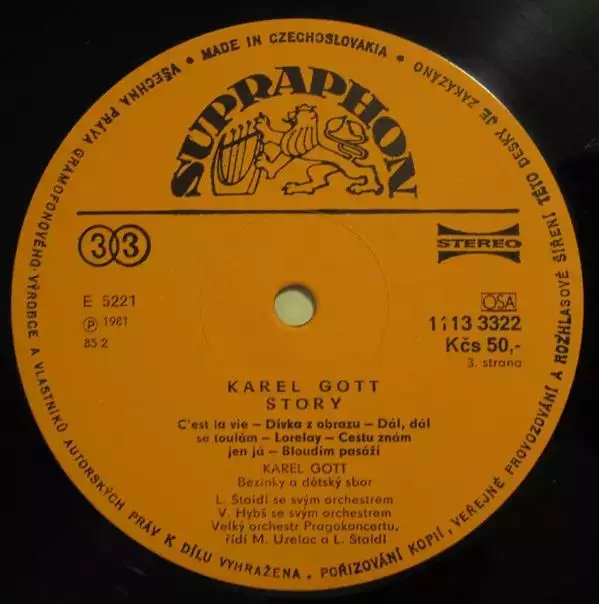 VŠECHNA PRÁVA GRAMOFONOVÉHO VÝROBCE A VLASTNÍKŮ AUTORSKÝCH PRÁV K DÍLU VYHRAŽENA. POŘIZOVÁNÍ KOPIÍ, VEŘEJNÉ PROVOZOVÁNÍ A ROZHLASOVÉ ŠÍŘENÍ TÉTO DESKY JE ZAKÁZÁNO • MADE IN CZECHOSLOVAKIA •
SUPRAPHON
33
STEREO
E 5221
OSA
Ⓟ 1981
1113 3322
85 2
Kčs 50,-
3. strana
KAREL GOTT
STORY
C'est la vie – Dívka z obrazu – Dál, dál
se toulám – Lorelay – Cestu znám
jen já – Bloudím pasáží
KAREL GOTT
Bezinky a dětský sbor
L. Štaidl se svým orchestrem
V. Hybš se svým orchestrem
Velký orchestr Pragokoncertu,
řídí M. Uzelac a L. Štaidl